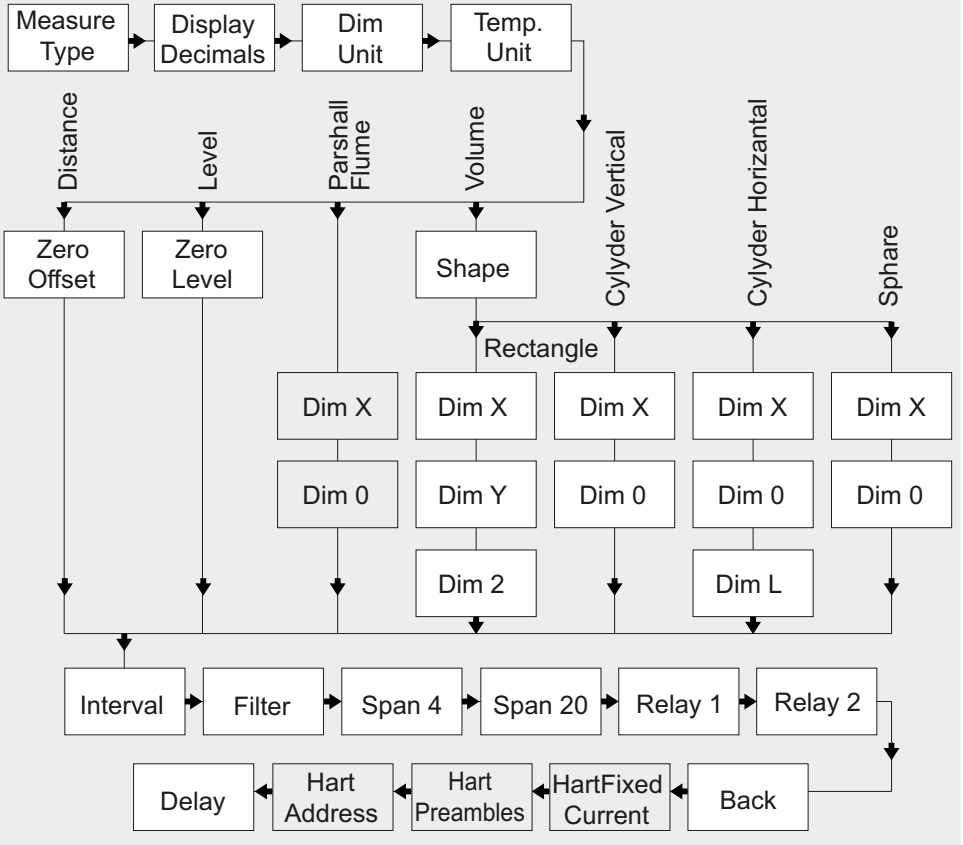 Measure
Type
Display
Decimals
Dim
Unit
Temp.
Unit
Distance
Level
Parshall
Flume
Volume
Cylyder Vertical
Cylyder Horizantal
Sphare
Zero
Offset
Zero
Level
Shape
Rectangle
Dim X
Dim X
Dim X
Dim X
Dim X
Dim 0
Dim Y
Dim 0
Dim 0
Dim 0
Dim 2
Dim L
Interval
Filter
Span 4
Span 20
Relay 1
Relay 2
Delay
Hart
Address
Hart
Preambles
HartFixed
Current
Back